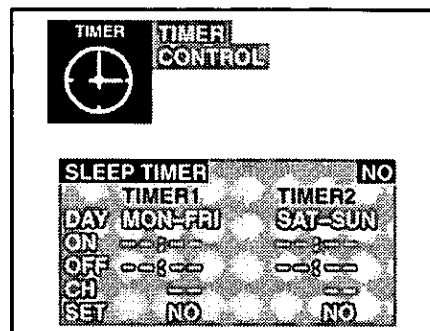 TIMER
TIMER
CONTROL
SLEEP TIMER NO
TIMER1 TIMER2
DAY MON-FRI SAT-SUN
ON --:-- --:--
OFF --:-- --:--
CH -- --
SET NO NO